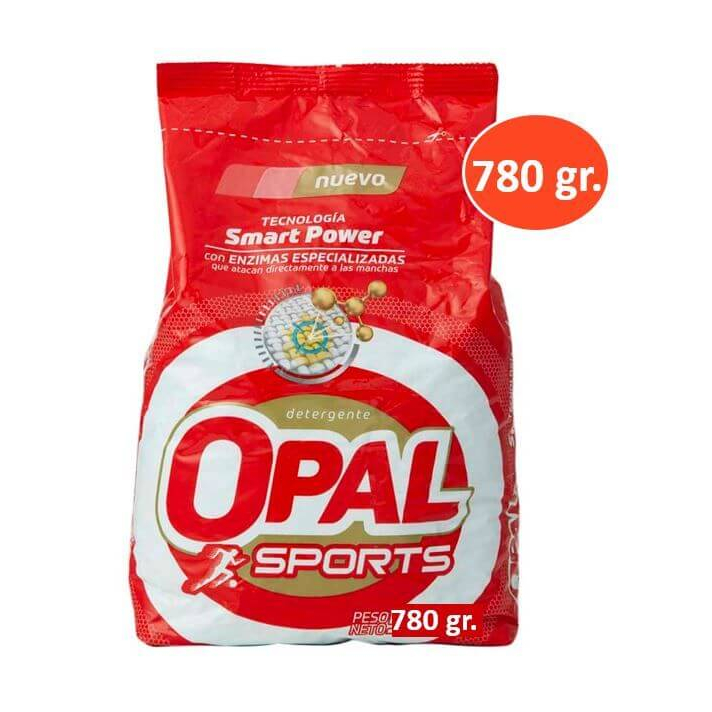 nuevo
780 gr.
TECNOLOGÍA
Smart Power
con ENZIMAS ESPECIALIZADAS
que atacan directamente a las manchas
detergente
OPAL
SPORTS
PESO
NETO:
780 gr.